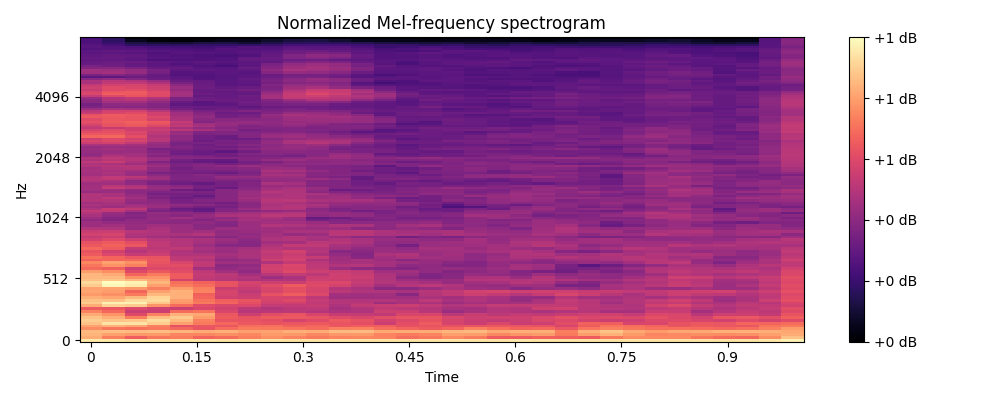 Normalized Mel-frequency spectrogram
Hz
4096
2048
1024
512
0
0 0.15 0.3 0.45 0.6 0.75 0.9
Time
+1 dB
+1 dB
+1 dB
+0 dB
+0 dB
+0 dB